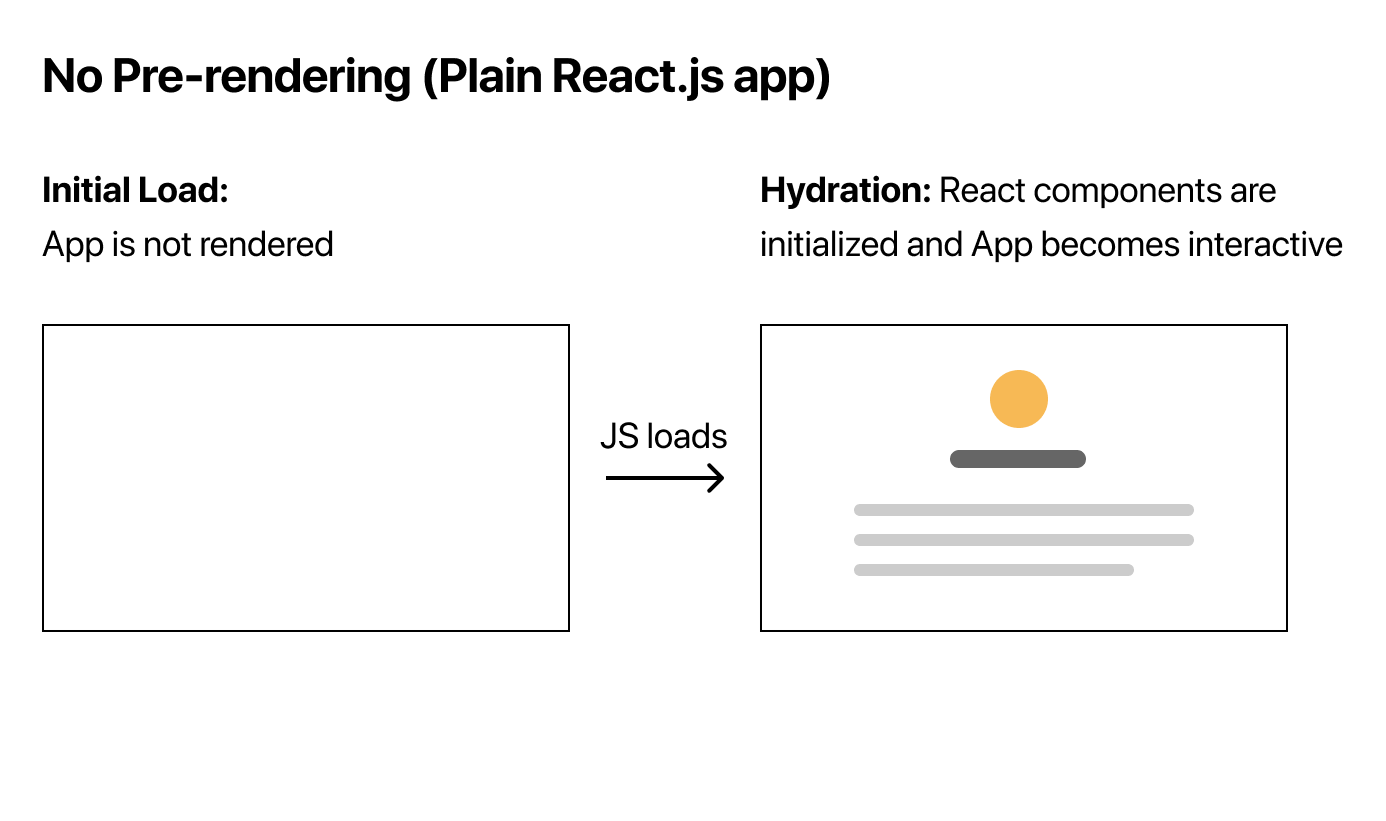 No Pre-rendering (Plain React.js app)
Initial Load:
App is not rendered
Hydration: React components are
initialized and App becomes interactive
JS loads